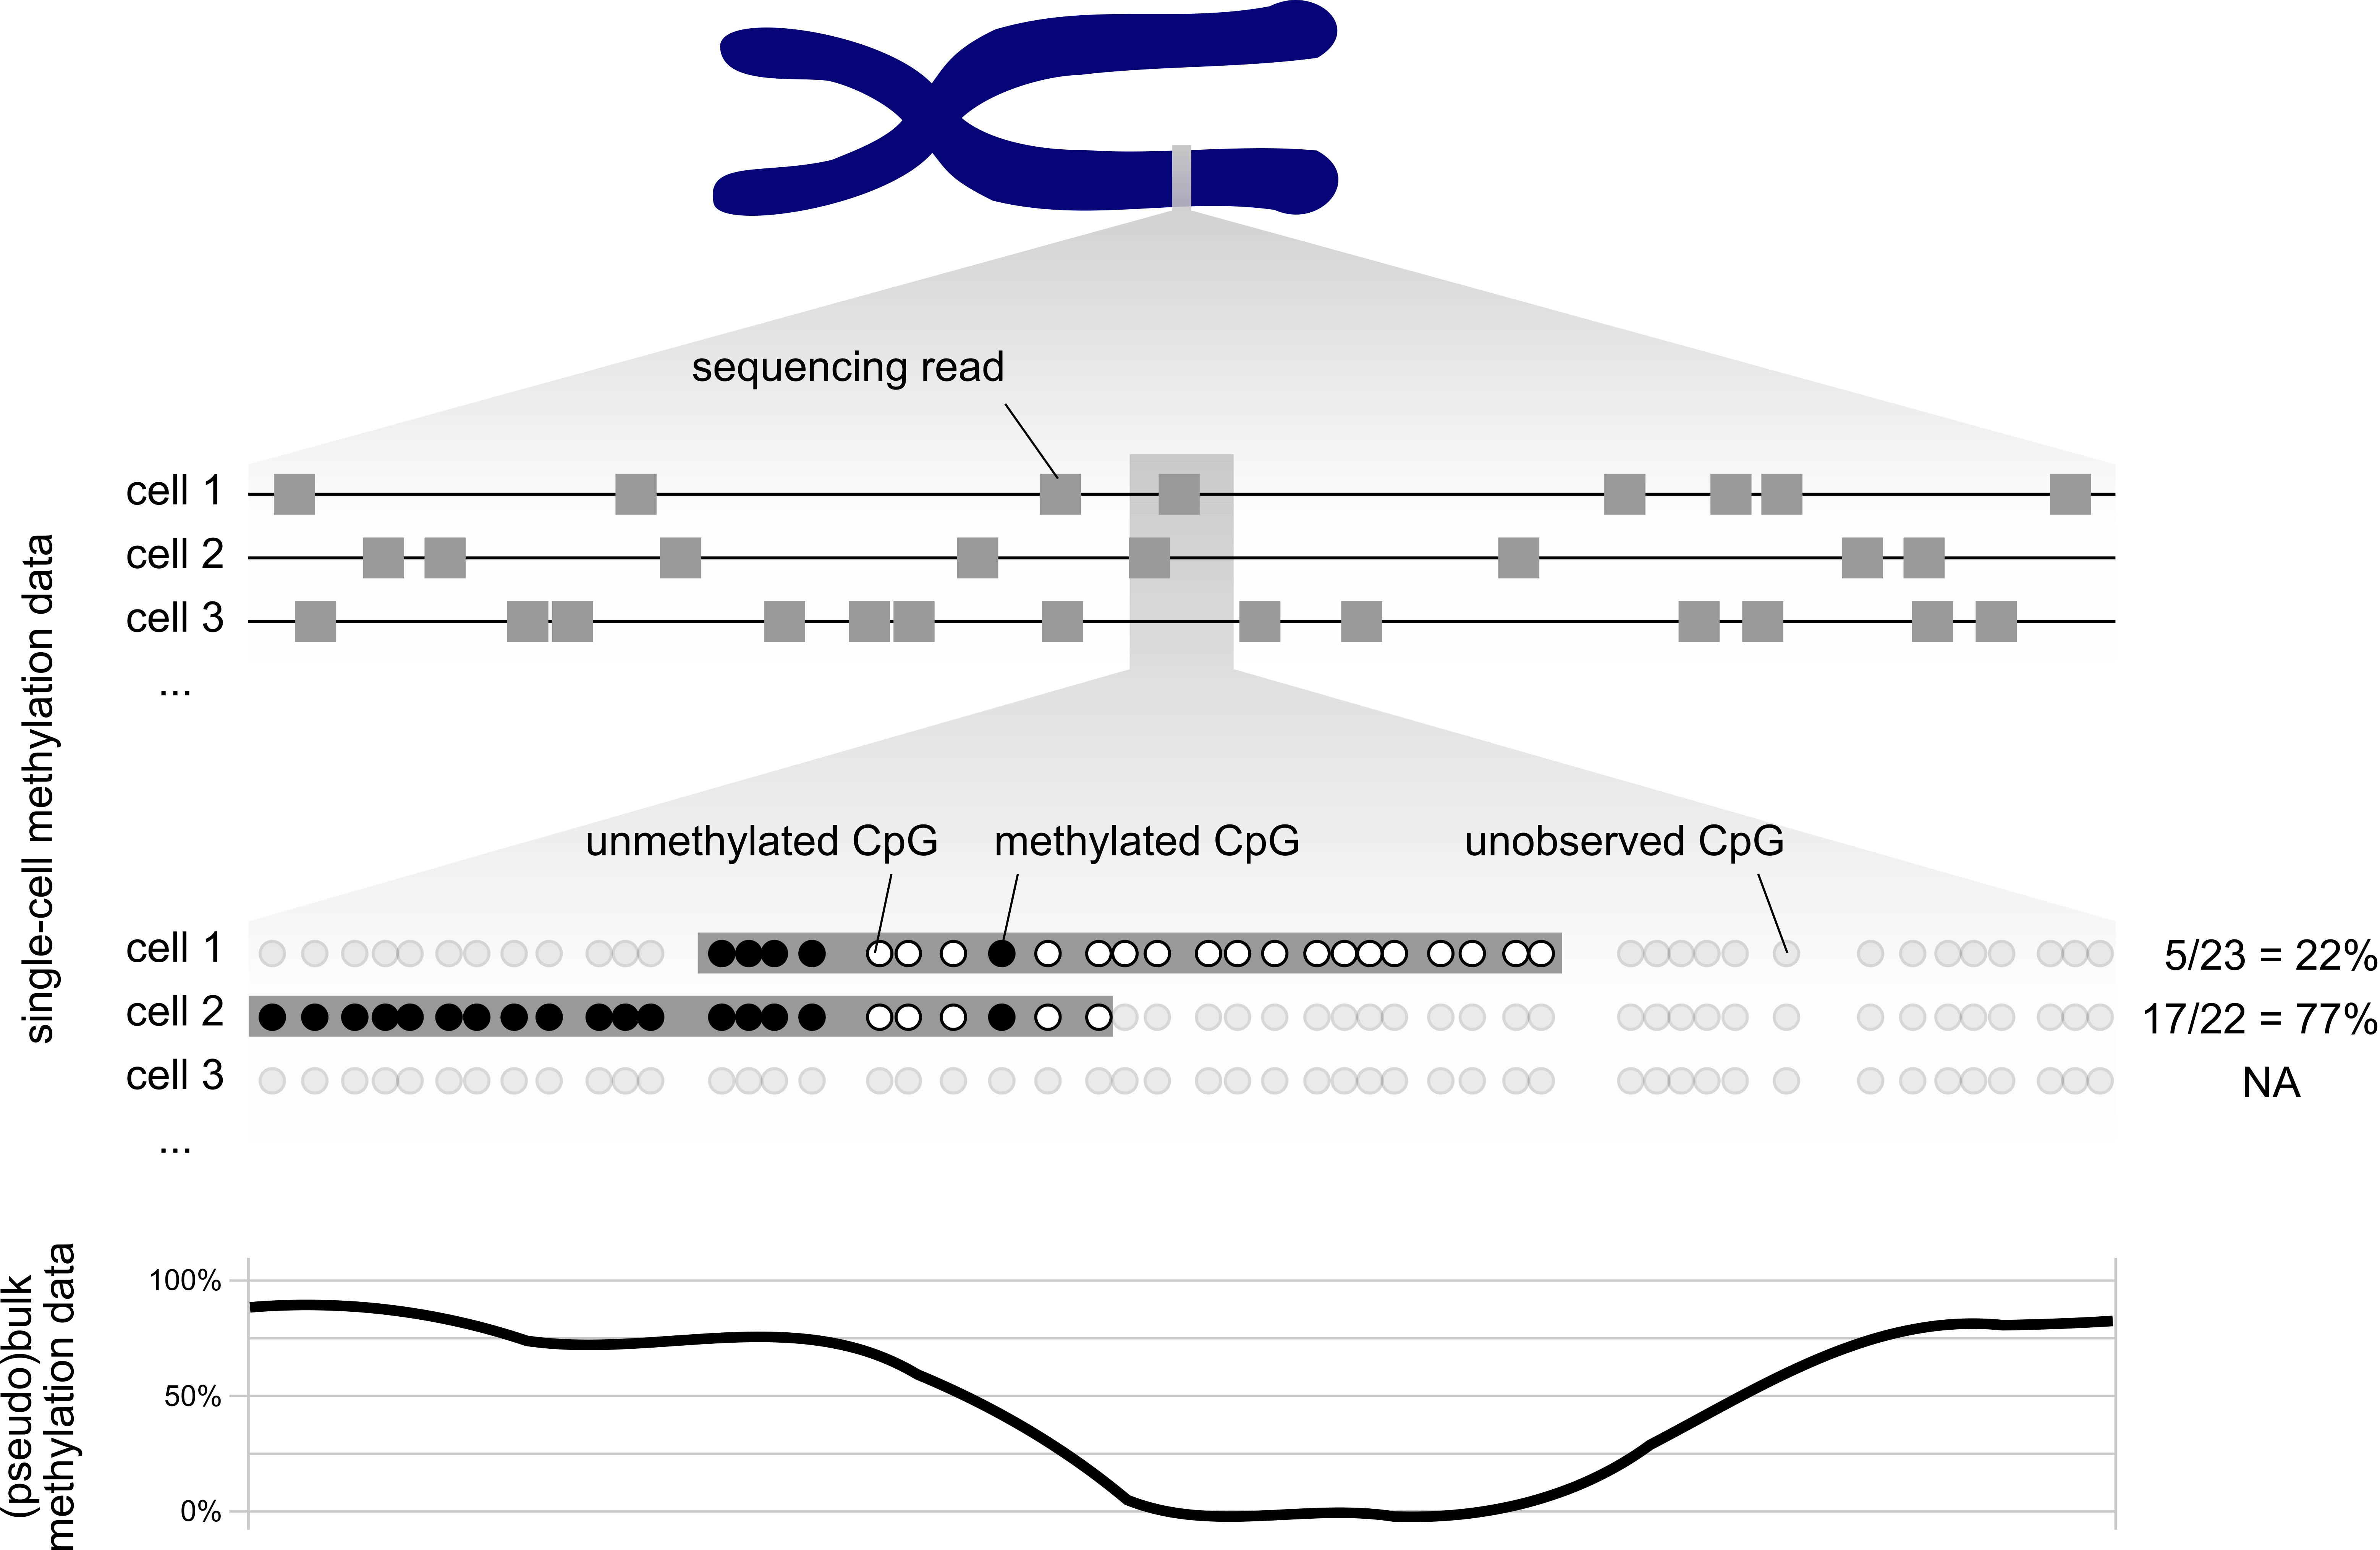 sequencing read
cell 1
cell 2
cell 3
...
single-cell methylation data
unmethylated CpG
methylated CpG
unobserved CpG
cell 1
5/23 = 22%
cell 2
17/22 = 77%
cell 3
NA
...
(pseudo)bulk
methylation data
100%
50%
0%